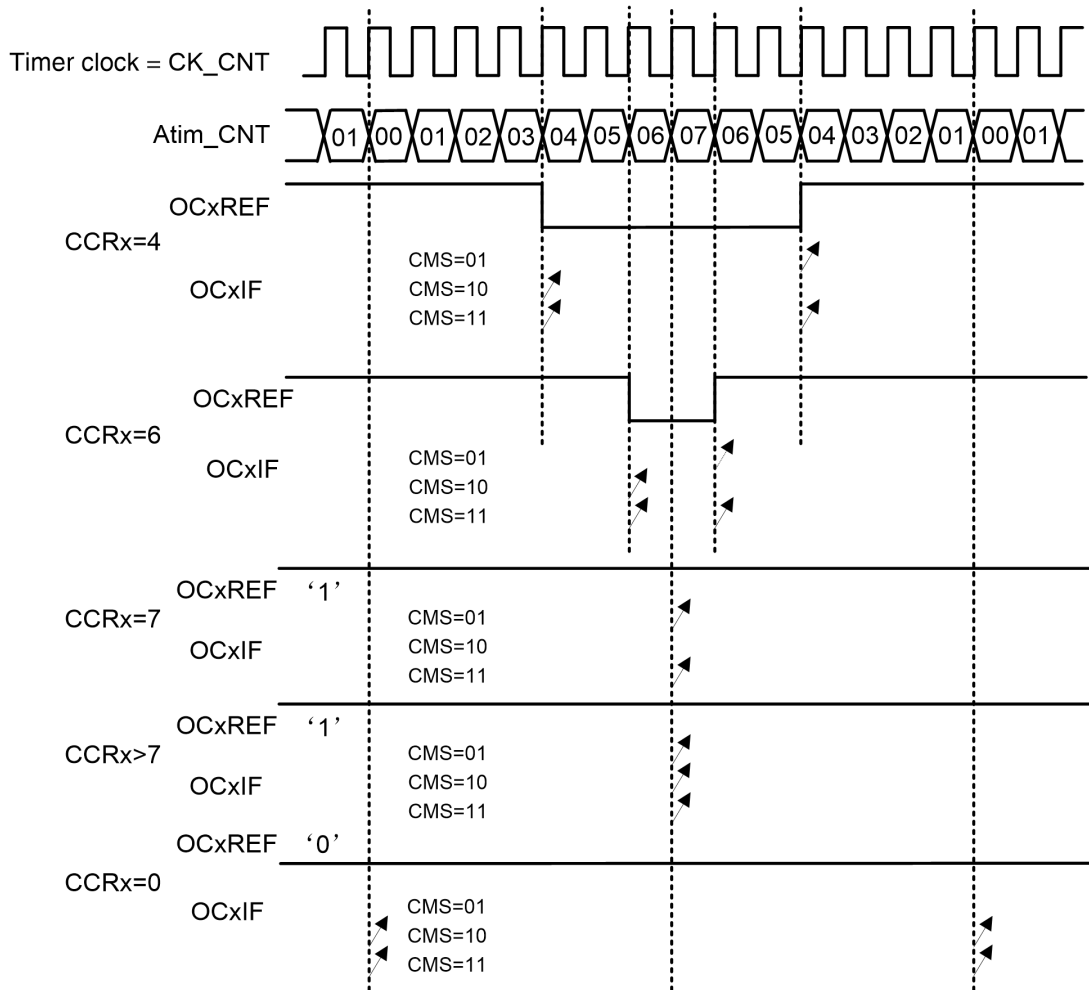 Timer clock = CK_CNT
Atim_CNT
01 00 01 02 03 04 05 06 07 06 05 04 03 02 01 00 01
OCxREF
CCRx=4
OCxIF
CMS=01
CMS=10
CMS=11
OCxREF
CCRx=6
OCxIF
CMS=01
CMS=10
CMS=11
OCxREF ‘1’
CCRx=7
OCxIF
CMS=01
CMS=10
CMS=11
OCxREF ‘1’
CCRx>7
OCxIF
CMS=01
CMS=10
CMS=11
OCxREF ‘0’
CCRx=0
OCxIF
CMS=01
CMS=10
CMS=11